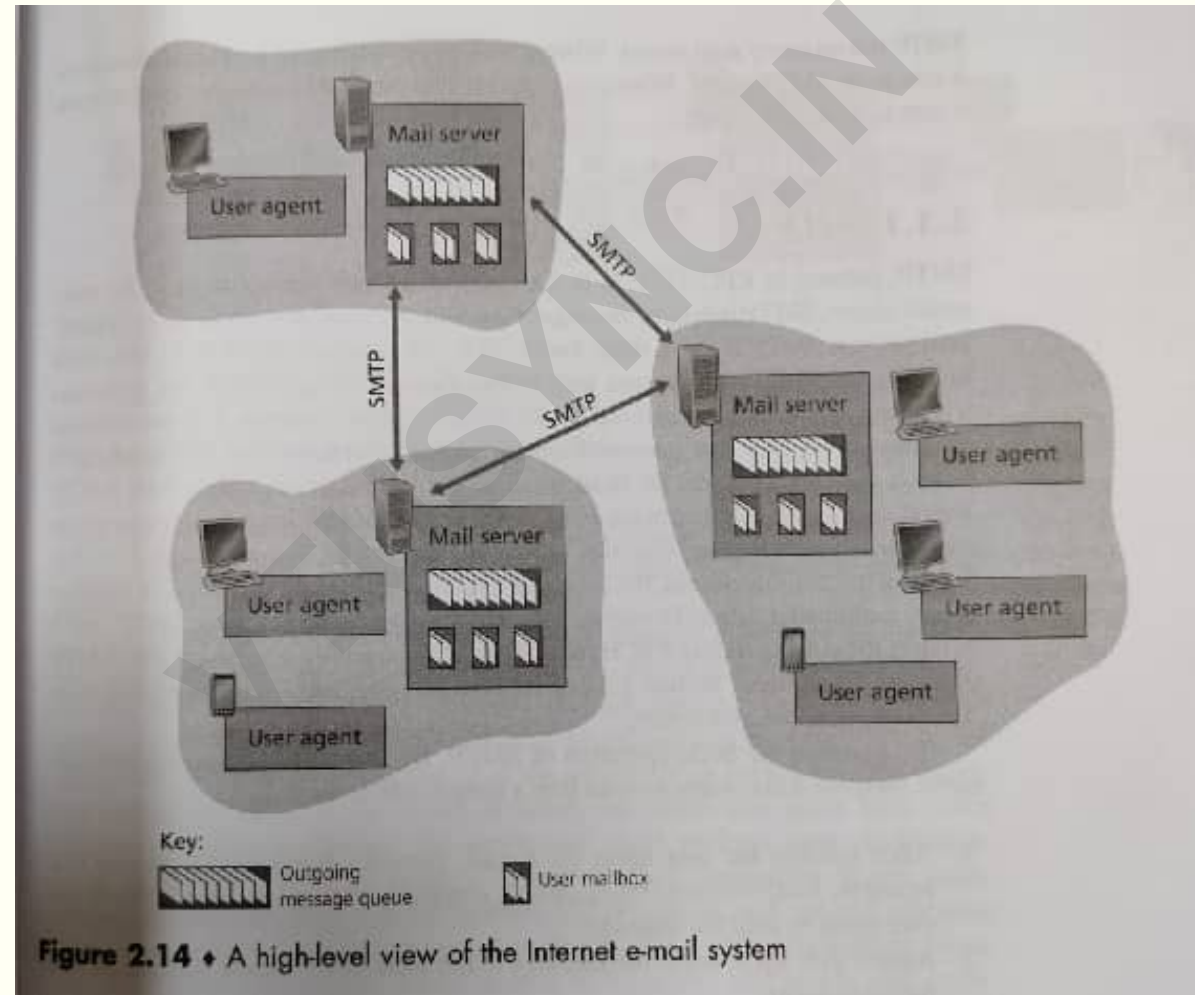 Mail server
User agent
SMTP
SMTP
SMTP
Mail server
User agent
User agent
User agent
Mail server
User agent
User agent
Key:
Outgoing
message queue
User mailbox
Figure 2.14 • A high-level view of the Internet e-mail system
VTUSYNC.IN